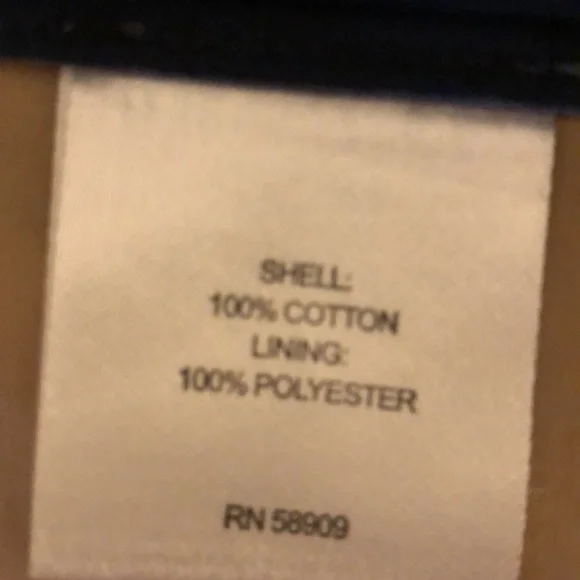 SHELL:
100% COTTON
LINING:
100% POLYESTER
RN 58909